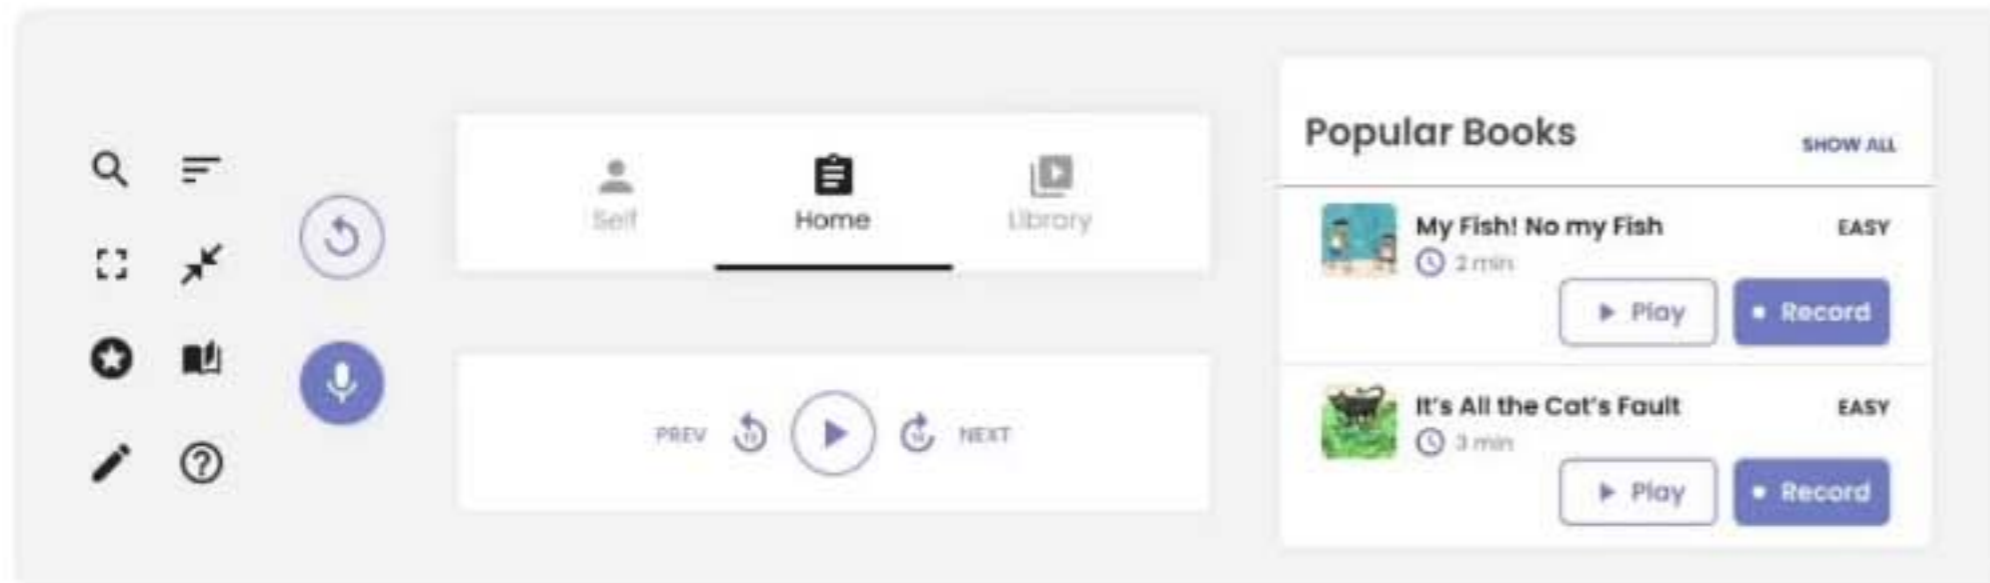 Self
Home
Library
PREV
NEXT
Popular Books
SHOW ALL
My Fish! No my Fish
EASY
2 min
Play
Record
It's All the Cat's Fault
EASY
3 min
Play
Record